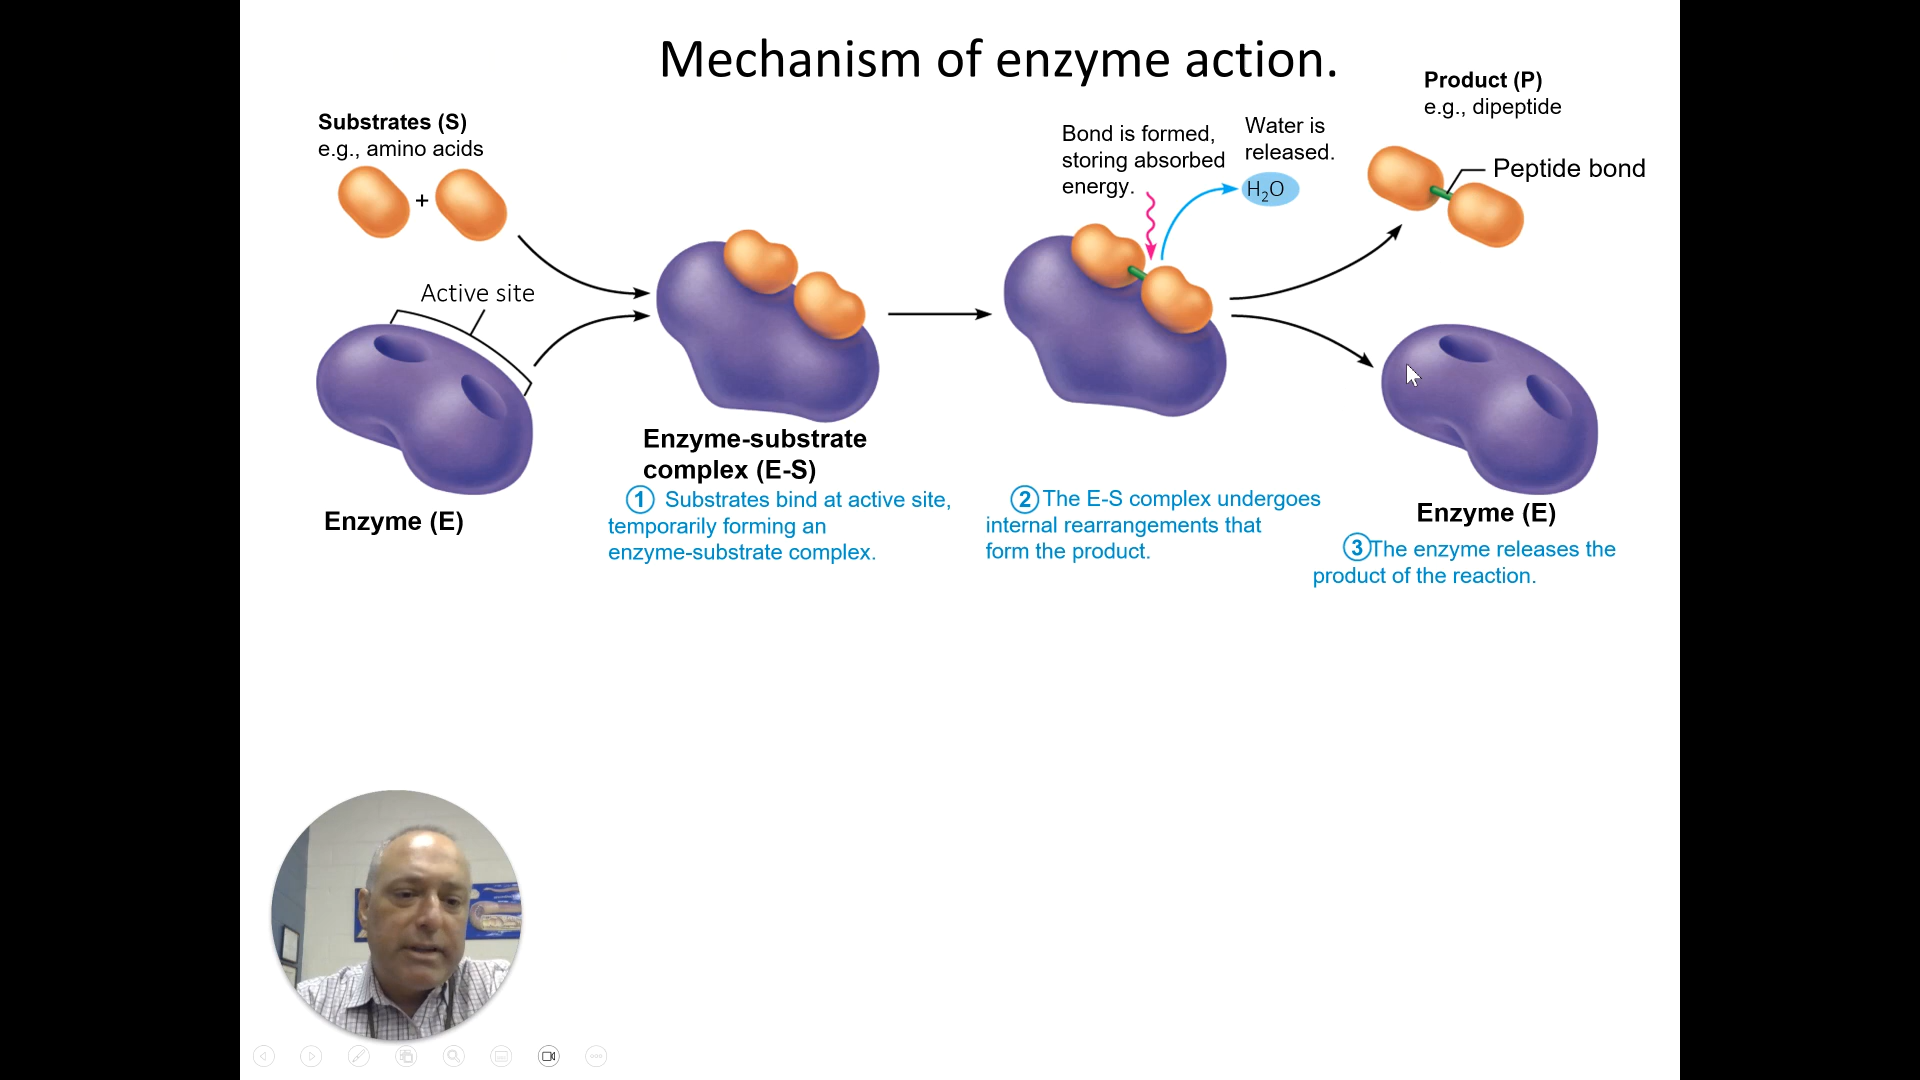 Mechanism of enzyme action.
Substrates (S)
e.g., amino acids
+
Active site
Enzyme (E)
Enzyme-substrate
complex (E-S)
1 Substrates bind at active site,
temporarily forming an
enzyme-substrate complex.
Bond is formed,
storing absorbed
energy.
Water is
released.
H₂O
2 The E-S complex undergoes
internal rearrangements that
form the product.
Product (P)
e.g., dipeptide
Peptide bond
Enzyme (E)
3 The enzyme releases the
product of the reaction.